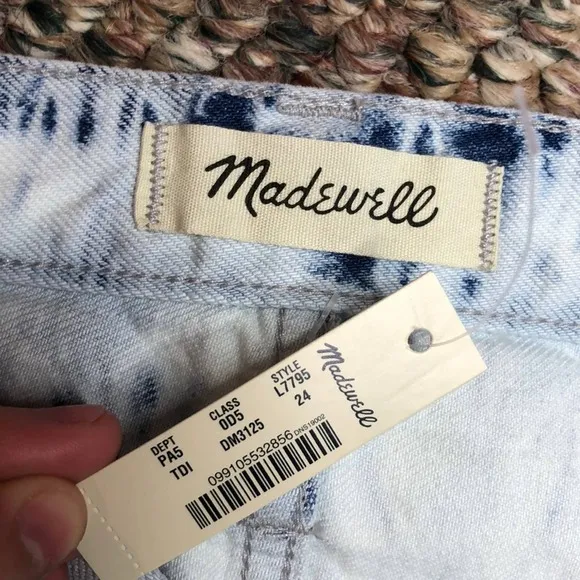 Madewell
Madewell
DEPT CLASS STYLE
PA5 0D5 L7795
TDI DM3125 24
099105532856 DNS19002